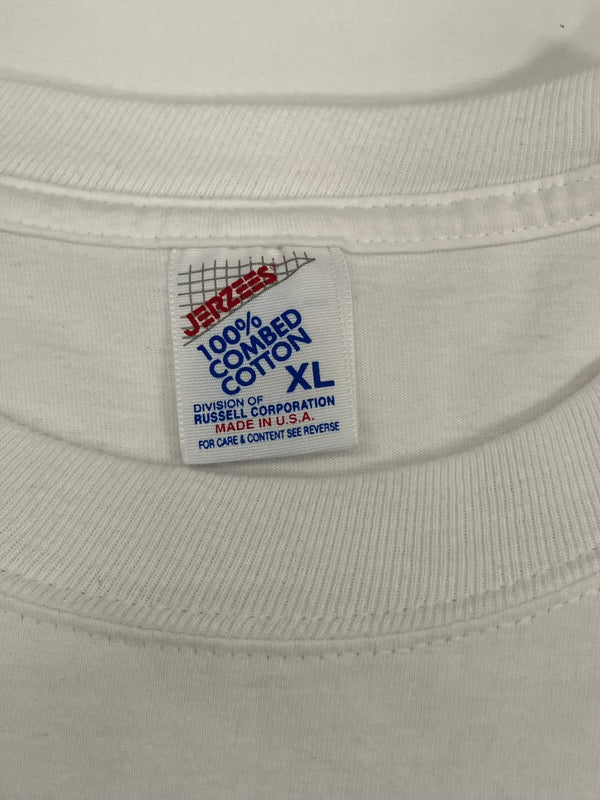 JERZEES
100%
COMBED
COTTON
XL
DIVISION OF
RUSSELL CORPORATION
MADE IN U.S.A.
FOR CARE & CONTENT SEE REVERSE